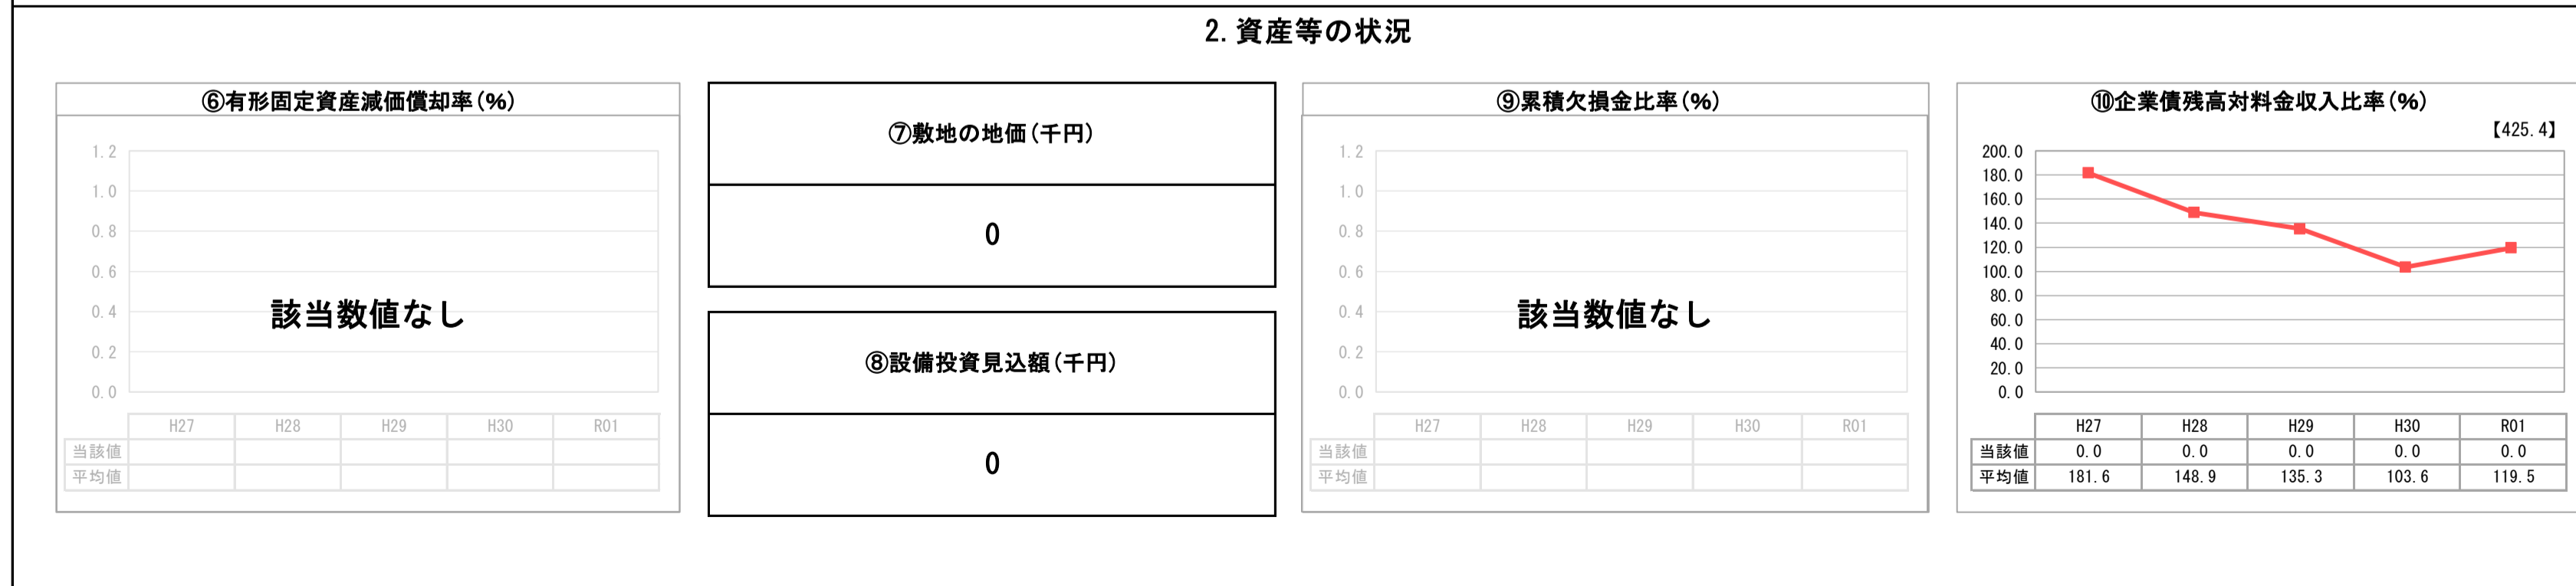 2. 資産等の状況
⑥有形固定資産減価償却率(%)
1.2
1.0
0.8
0.6
0.4
0.2
0.0
該当数値なし
H27 H28 H29 H30 R01
当該値
平均値
⑦敷地の地価(千円)
0
⑧設備投資見込額(千円)
0
⑨累積欠損金比率(%)
1.2
1.0
0.8
0.6
0.4
0.2
0.0
該当数値なし
H27 H28 H29 H30 R01
当該値
平均値
⑩企業債残高対料金収入比率(%)
【425.4】
200.0
180.0
160.0
140.0
120.0
100.0
80.0
60.0
40.0
20.0
0.0
H27 H28 H29 H30 R01
当該値 0.0 0.0 0.0 0.0 0.0
平均値 181.6 148.9 135.3 103.6 119.5